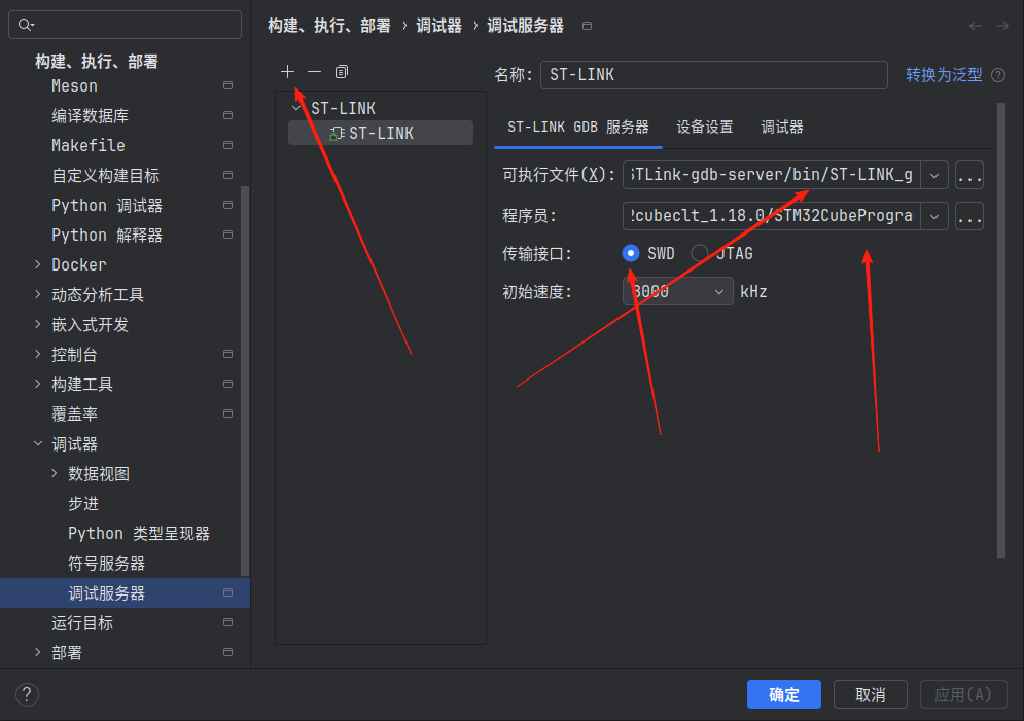 构建、执行、部署
Meson
编译数据库
Makefile
自定义构建目标
Python 调试器
Python 解释器
Docker
动态分析工具
嵌入式开发
控制台
构建工具
覆盖率
调试器
数据视图
步进
Python 类型呈现器
符号服务器
调试服务器
运行目标
部署
?
构建、执行、部署 › 调试器 › 调试服务器
ST-LINK
ST-LINK
名称: ST-LINK 转换为泛型 ?
ST-LINK GDB 服务器 设备设置 调试器
可执行文件(X): STLink-gdb-server/bin/ST-LINK_g ...
程序员: 2cubeclt_1.18.0/STM32CubeProgra ...
传输接口: SWD JTAG
初始速度: 8000 kHz
确定 取消 应用(A)